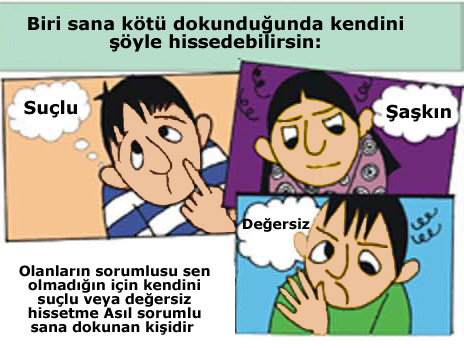 Biri sana kötü dokunduğunda kendini
şöyle hissedebilirsin:
Suçlu
Şaşkın
Değersiz
Olanların sorumlusu sen
olmadığın için kendini
suçlu veya değersiz
hissetme Asıl sorumlu
sana dokunan kişidir